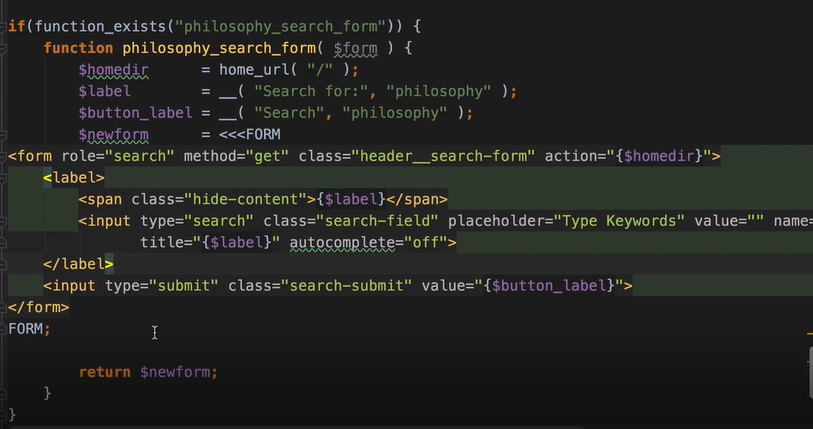 if(function_exists("philosophy_search_form")) {
    function philosophy_search_form( $form ) {
        $homedir      = home_url( "/" );
        $label        = __( "Search for:", "philosophy" );
        $button_label = __( "Search", "philosophy" );
        $newform      = <<<FORM
<form role="search" method="get" class="header__search-form" action="{$homedir}">
    <label>
        <span class="hide-content">{$label}</span>
        <input type="search" class="search-field" placeholder="Type Keywords" value="" name=
               title="{$label}" autocomplete="off">
    </label>
    <input type="submit" class="search-submit" value="{$button_label}">
</form>
FORM;
        return $newform;
    }
}